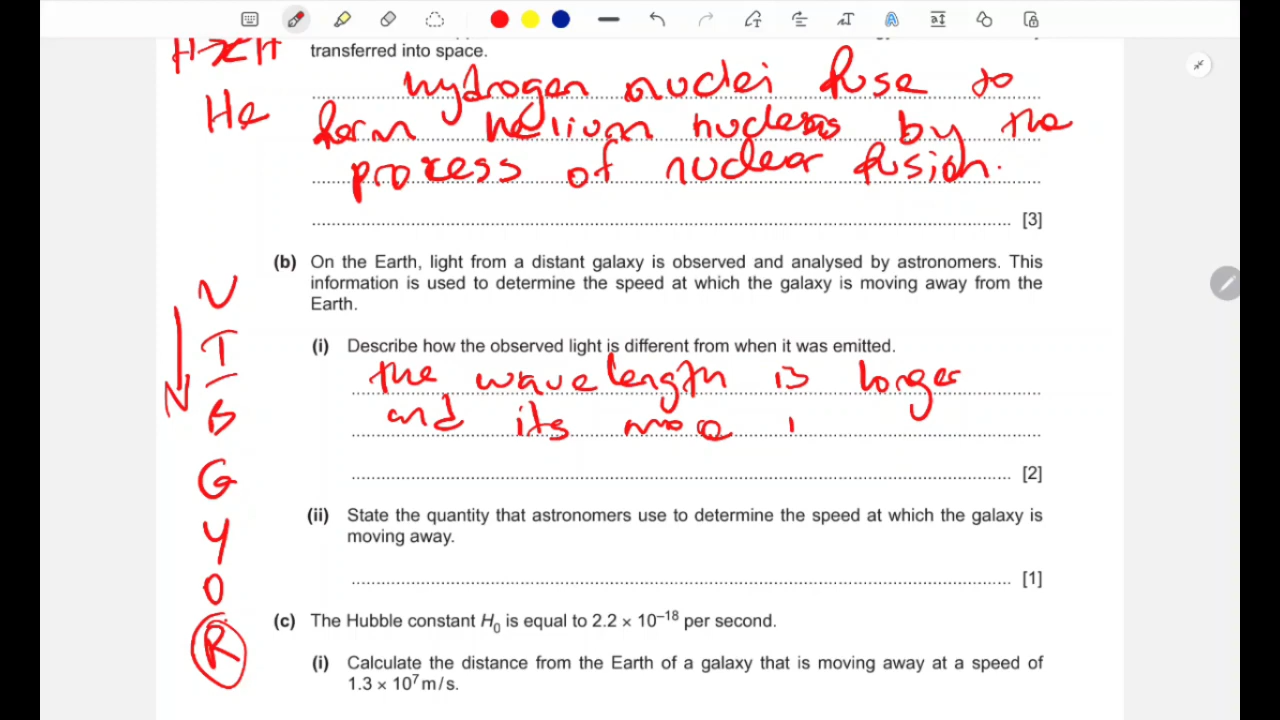 transferred into space.
H H
He
hydrogen nuclei fuse to
form helium nucleus by the
process of nuclear fusion.
[3]
(b) On the Earth, light from a distant galaxy is observed and analysed by astronomers. This
information is used to determine the speed at which the galaxy is moving away from the
Earth.
V
I
B
G
Y
O
R
(i) Describe how the observed light is different from when it was emitted.
the wavelength is longer
and its
[2]
(ii) State the quantity that astronomers use to determine the speed at which the galaxy is
moving away.
[1]
(c) The Hubble constant H₀ is equal to 2.2 × 10⁻¹⁸ per second.
(i) Calculate the distance from the Earth of a galaxy that is moving away at a speed of
1.3 × 10⁷ m/s.